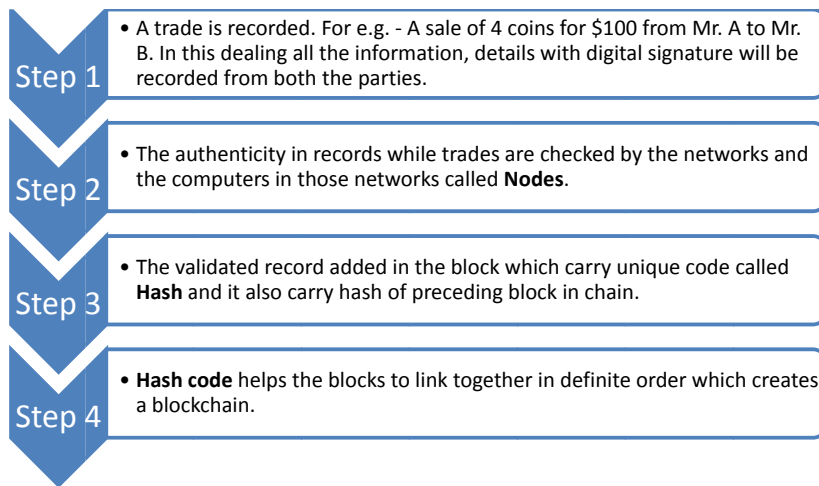 Step 1
• A trade is recorded. For e.g. - A sale of 4 coins for $100 from Mr. A to Mr.
B. In this dealing all the information, details with digital signature will be
recorded from both the parties.
Step 2
• The authenticity in records while trades are checked by the networks and
the computers in those networks called Nodes.
Step 3
• The validated record added in the block which carry unique code called
Hash and it also carry hash of preceding block in chain.
Step 4
• Hash code helps the blocks to link together in definite order which creates
a blockchain.